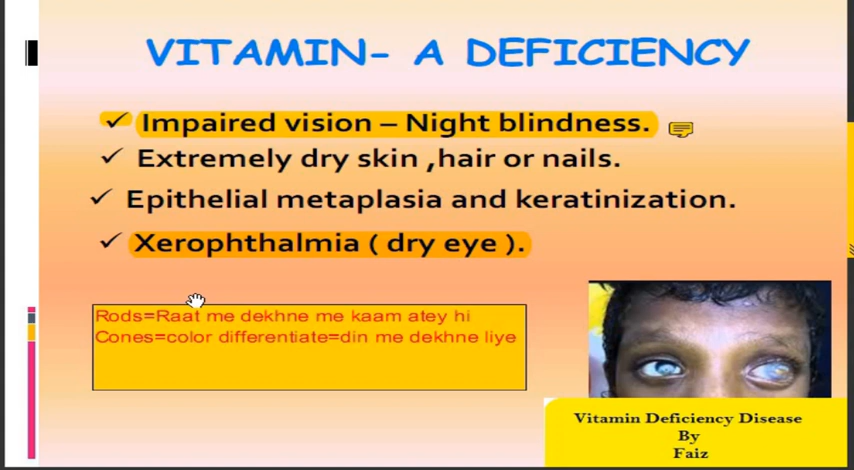 VITAMIN- A DEFICIENCY
Impaired vision – Night blindness.
Extremely dry skin ,hair or nails.
Epithelial metaplasia and keratinization.
Xerophthalmia ( dry eye ).
Rods=Raat me dekhne me kaam atey hi
Cones=color differentiate=din me dekhne liye
Vitamin Deficiency Disease
By
Faiz